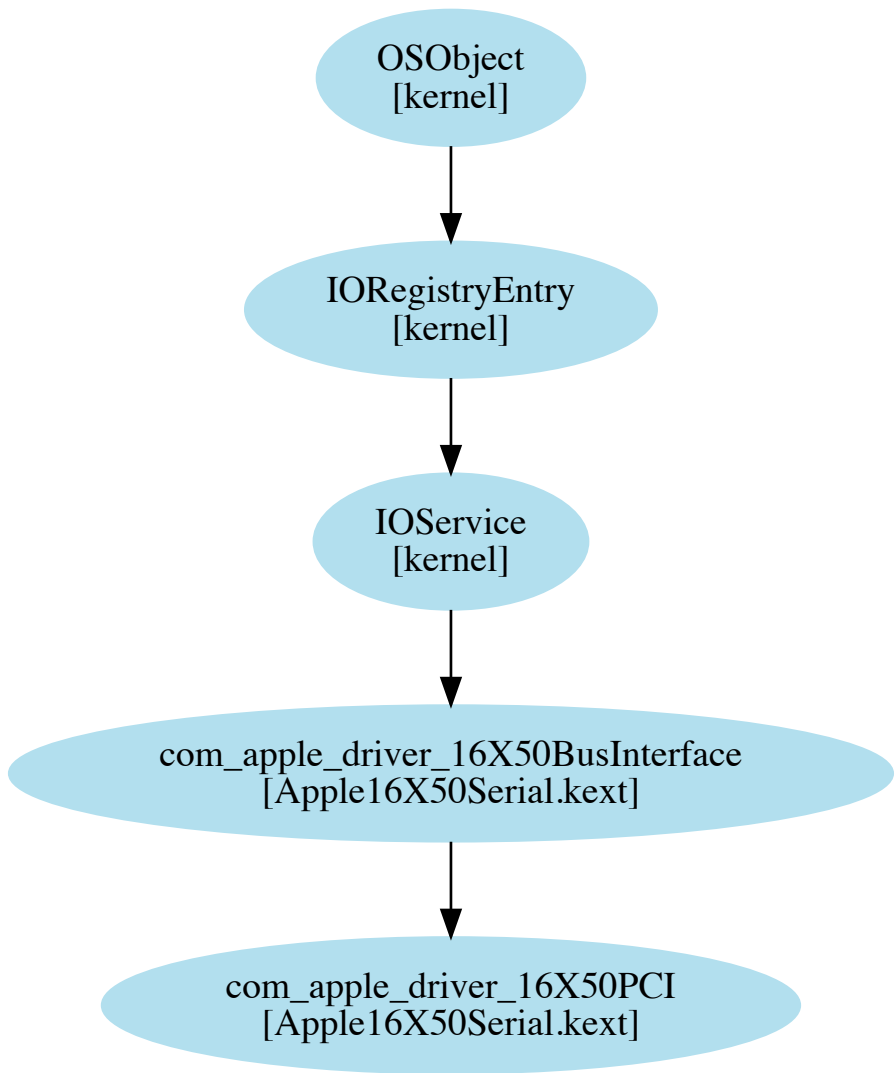 OSObject
[kernel]
IORegistryEntry
[kernel]
IOService
[kernel]
com_apple_driver_16X50BusInterface
[Apple16X50Serial.kext]
com_apple_driver_16X50PCI
[Apple16X50Serial.kext]